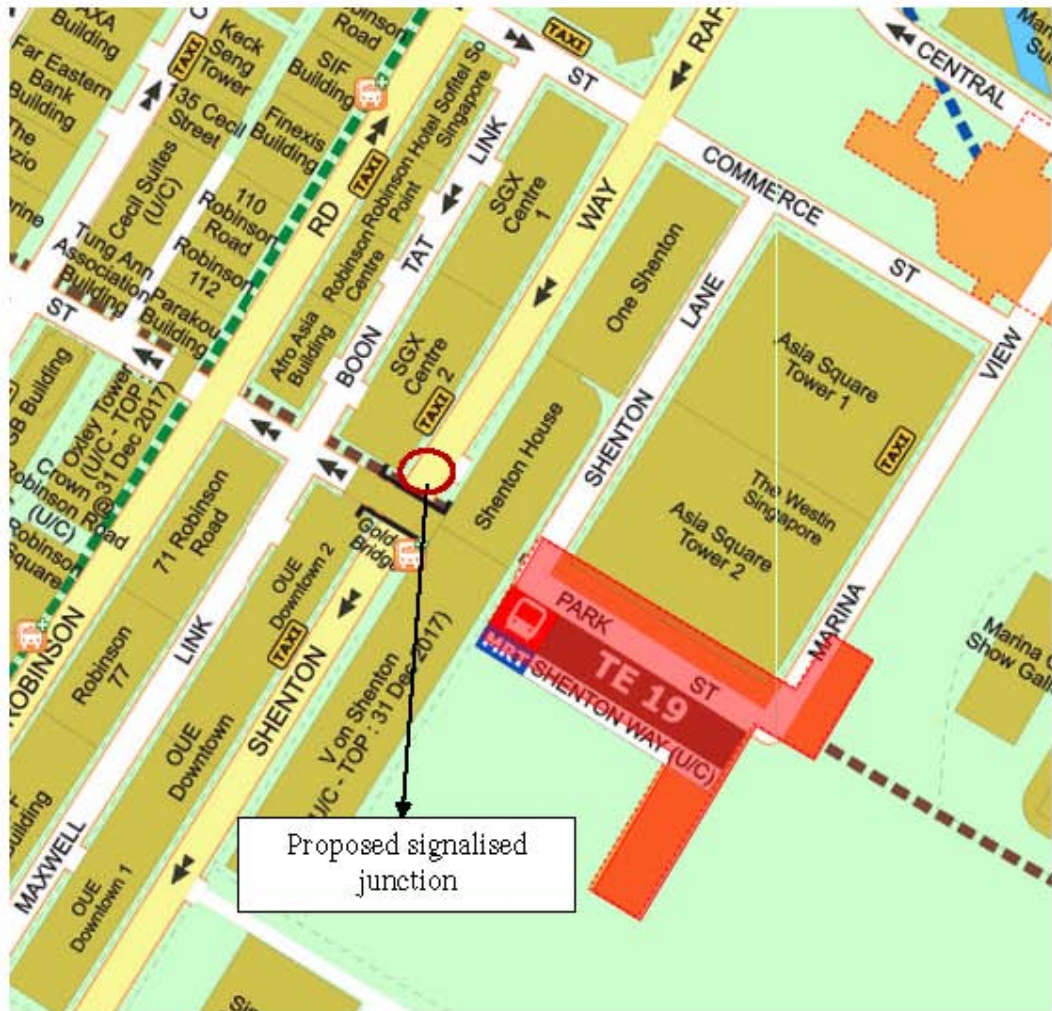 AXA
Building
Far Eastern
Bank
Building
The
Keck
Seng
Tower
TAXI
135 Cecil
Street
Cecil Suites
(U/C)
Tung Ann
Association
Building
Robinson
Road
SIF
Building
Finexis
Building
110
Robinson
Road
Robinson
112
Parakou
Building
RD
TAXI
Hotel Sofitel So
Singapore
Robinson
Point
Robinson
Centre
Afro Asia
Building
BOON
TAT
LINK
SGX
Centre
1
SGX
Centre
2
TAXI
TAXI
ST
WAY
COMMERCE
ST
CENTRAL
One Shenton
Shenton House
SHENTON
LANE
Asia Square
Tower 1
The Westin
Singapore
Asia Square
Tower 2
TAXI
VIEW
MARINA
ST
Oxley Tower
(U/C - TOP
@ 31 Dec 2017)
Crown @
Robinson Road
(U/C)
Robinson
Square
71 Robinson
Road
Robinson
77
ROBINSON
LINK
MAXWELL
OUE
Downtown 2
TAXI
OUE
Downtown
OUE
Downtown 1
SHENTON
V on Shenton
(U/C - TOP : 31 Dec 2017)
PARK
ST
MRT
TE 19
SHENTON WAY (U/C)
Proposed signalised
junction